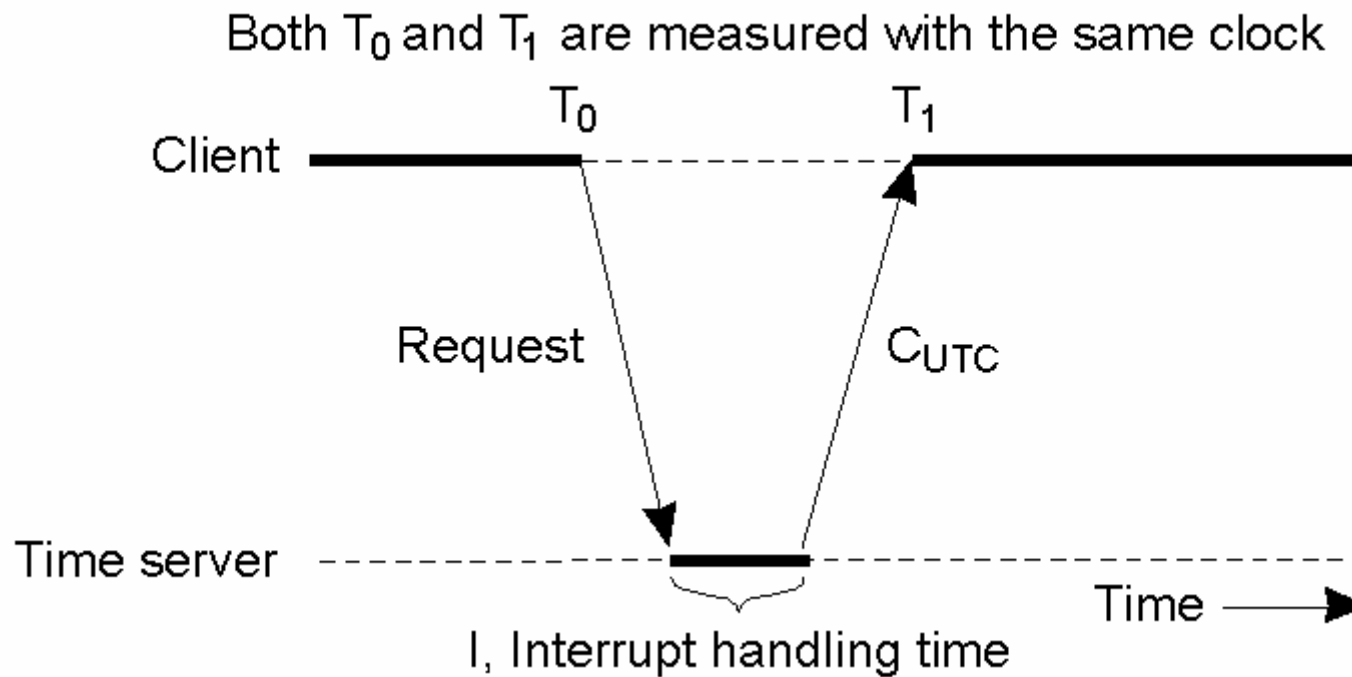 Both T₀ and T₁ are measured with the same clock
T₀
T₁
Client
Request
C_UTC
Time server
Time
I, Interrupt handling time